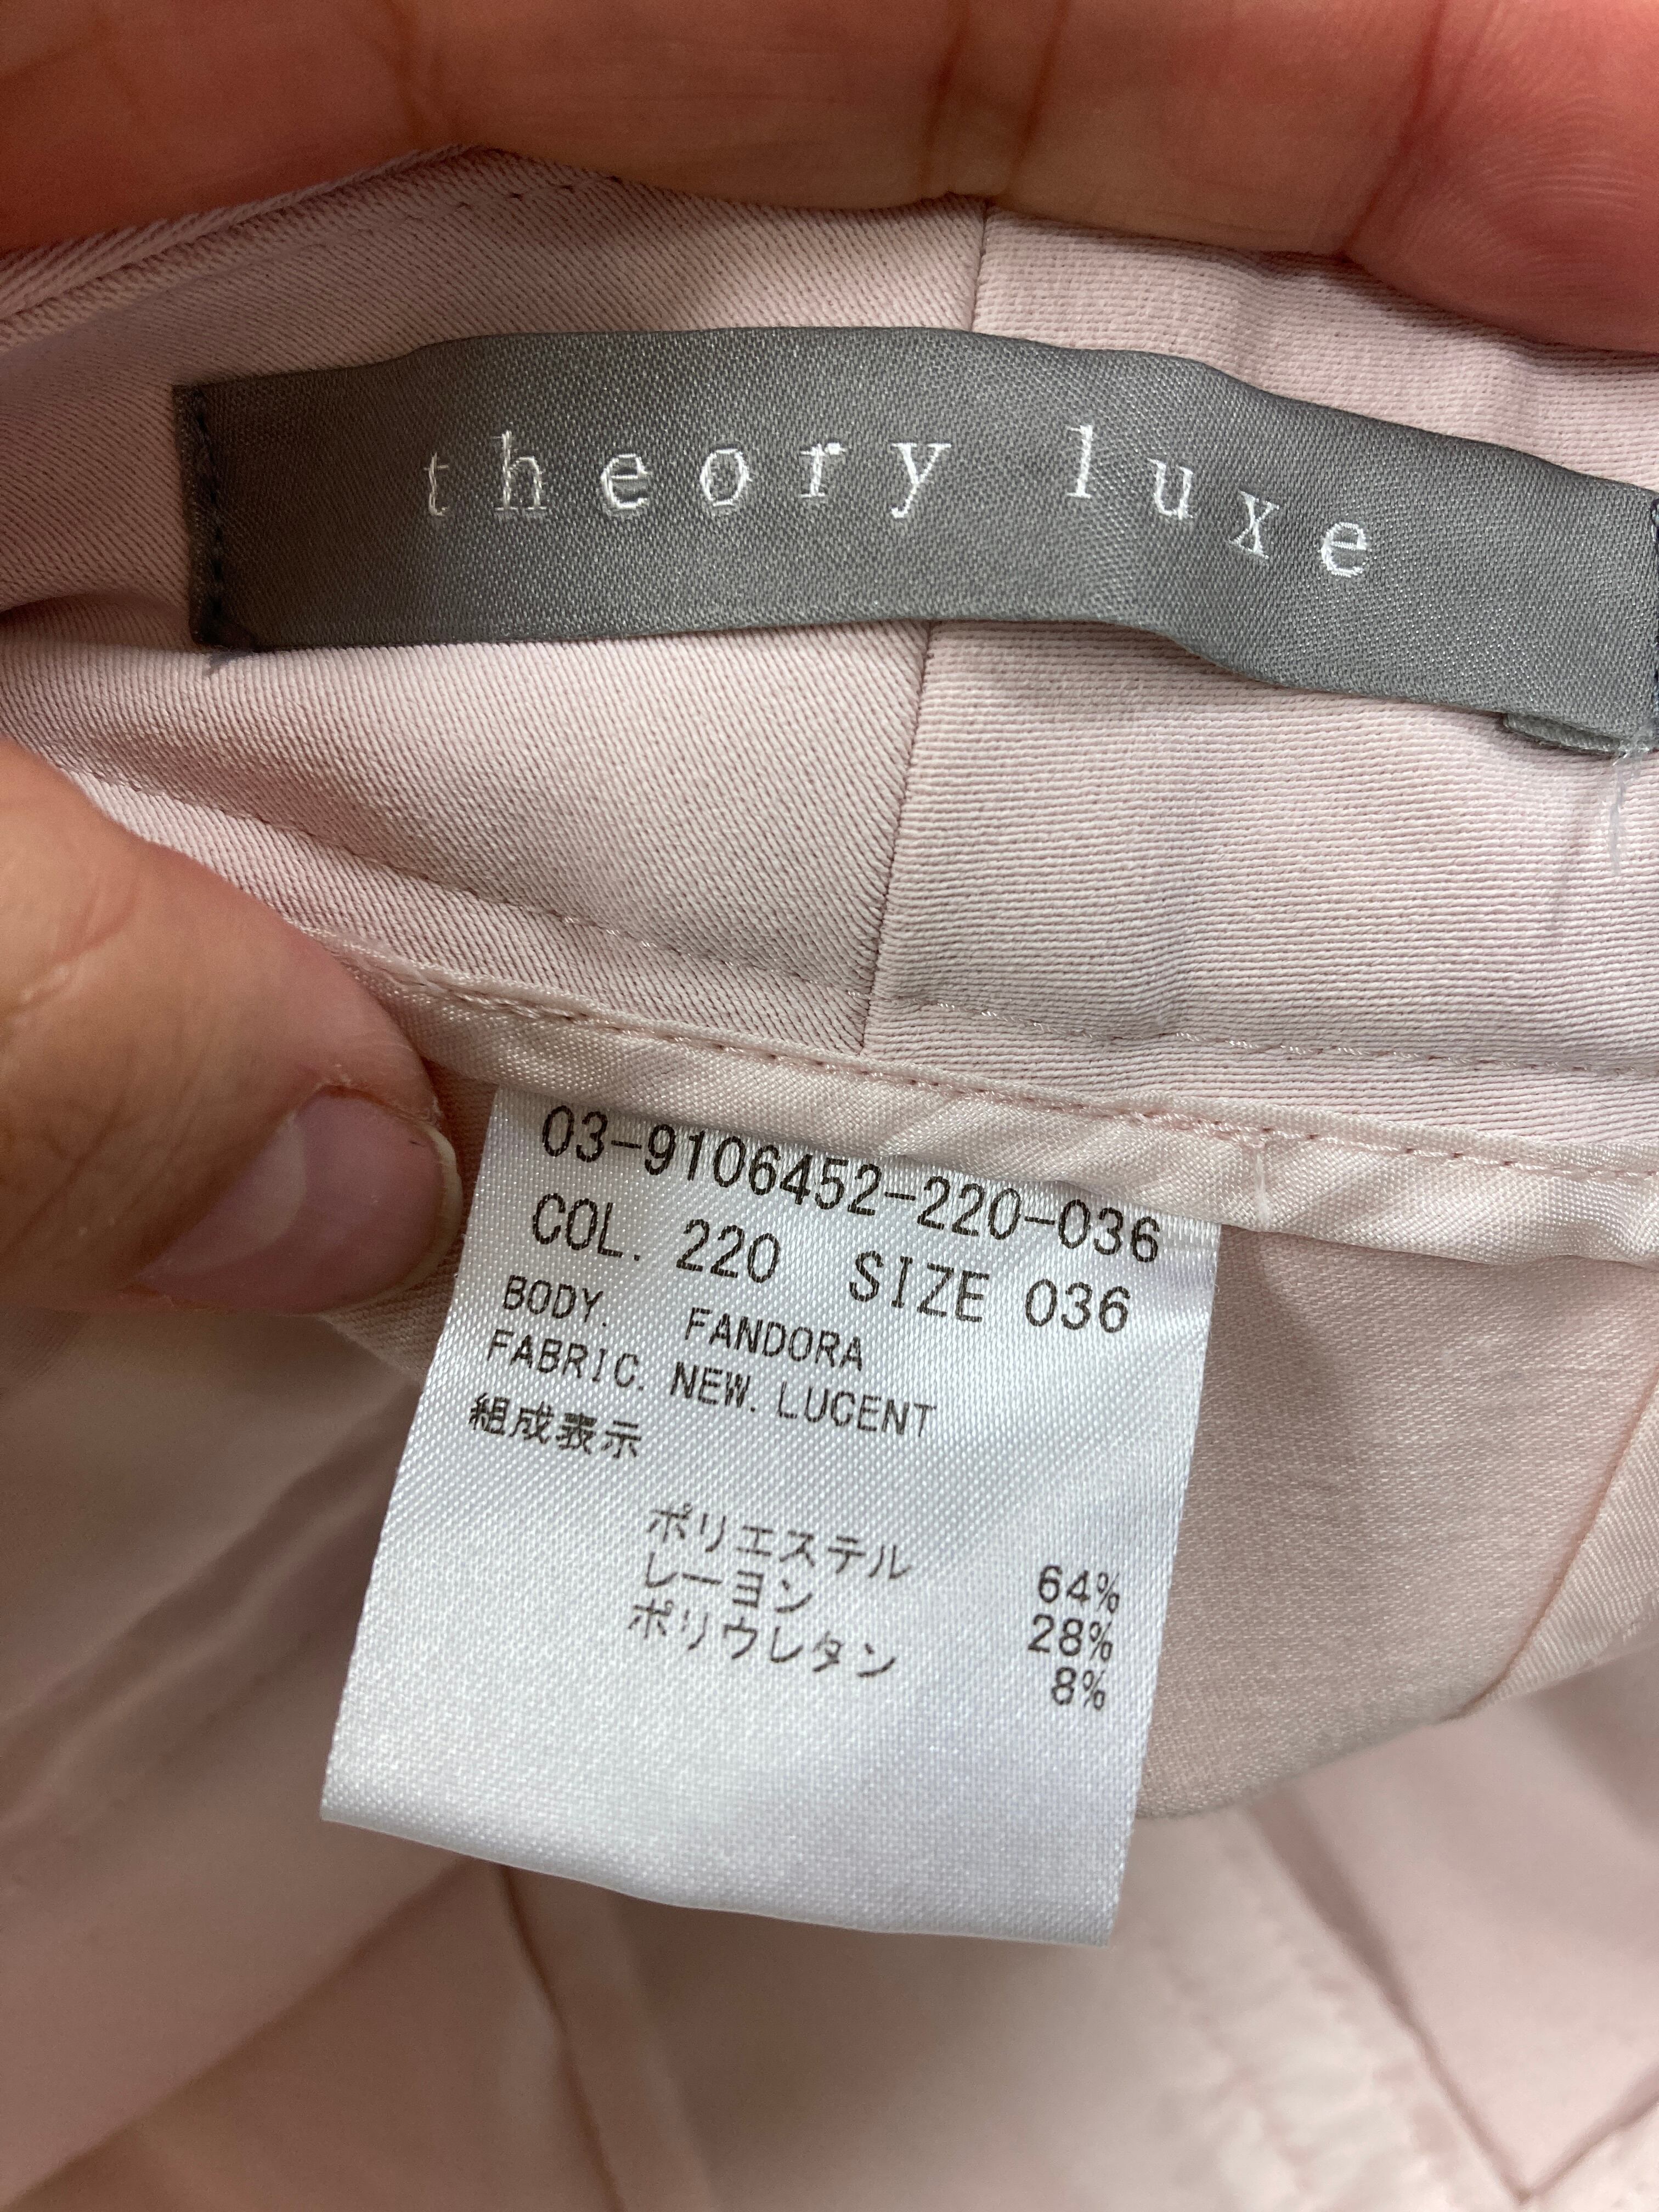 theory luxe
03-9106452-220-036
COL. 220 SIZE 036
BODY. FANDORA
FABRIC. NEW. LUCENT
組成表示
ポリエステル 64%
レーヨン 28%
ポリウレタン 8%